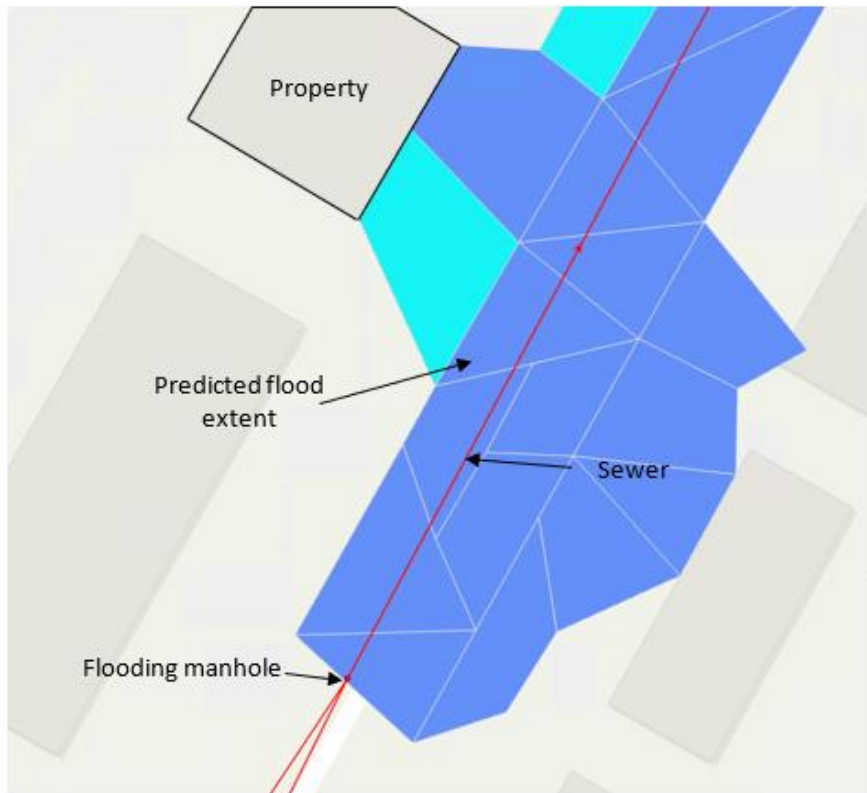 Property
Predicted flood
extent
Sewer
Flooding manhole